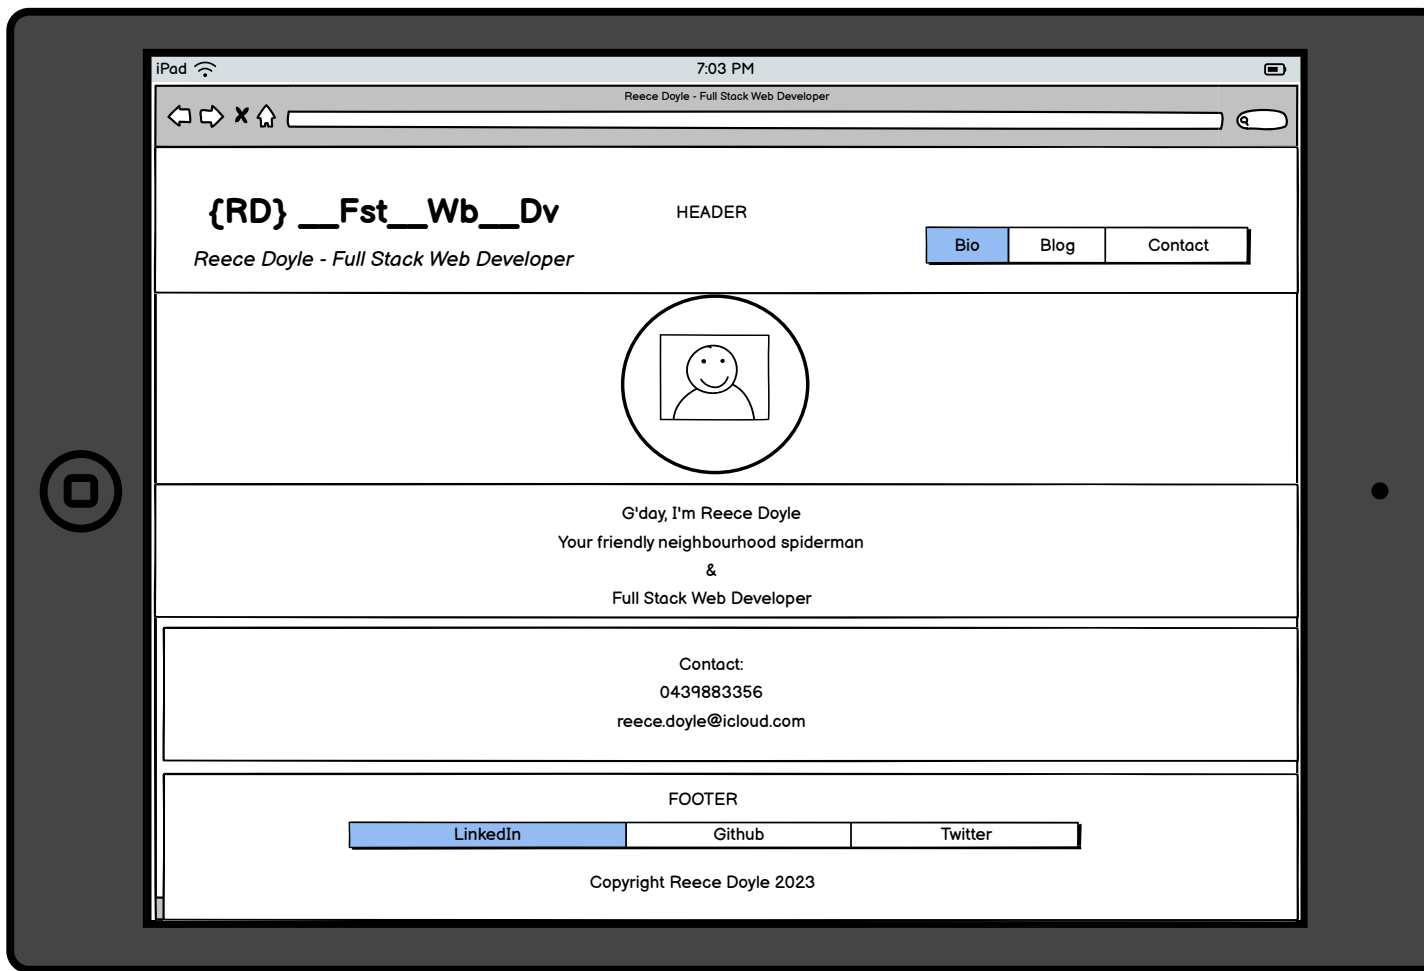 iPad 7:03 PM
Reece Doyle - Full Stack Web Developer
{RD} __Fst__Wb__Dv
HEADER
Reece Doyle - Full Stack Web Developer
Bio Blog Contact
G'day, I'm Reece Doyle
Your friendly neighbourhood spiderman
&
Full Stack Web Developer
Contact:
0439883356
reece.doyle@icloud.com
FOOTER
LinkedIn Github Twitter
Copyright Reece Doyle 2023